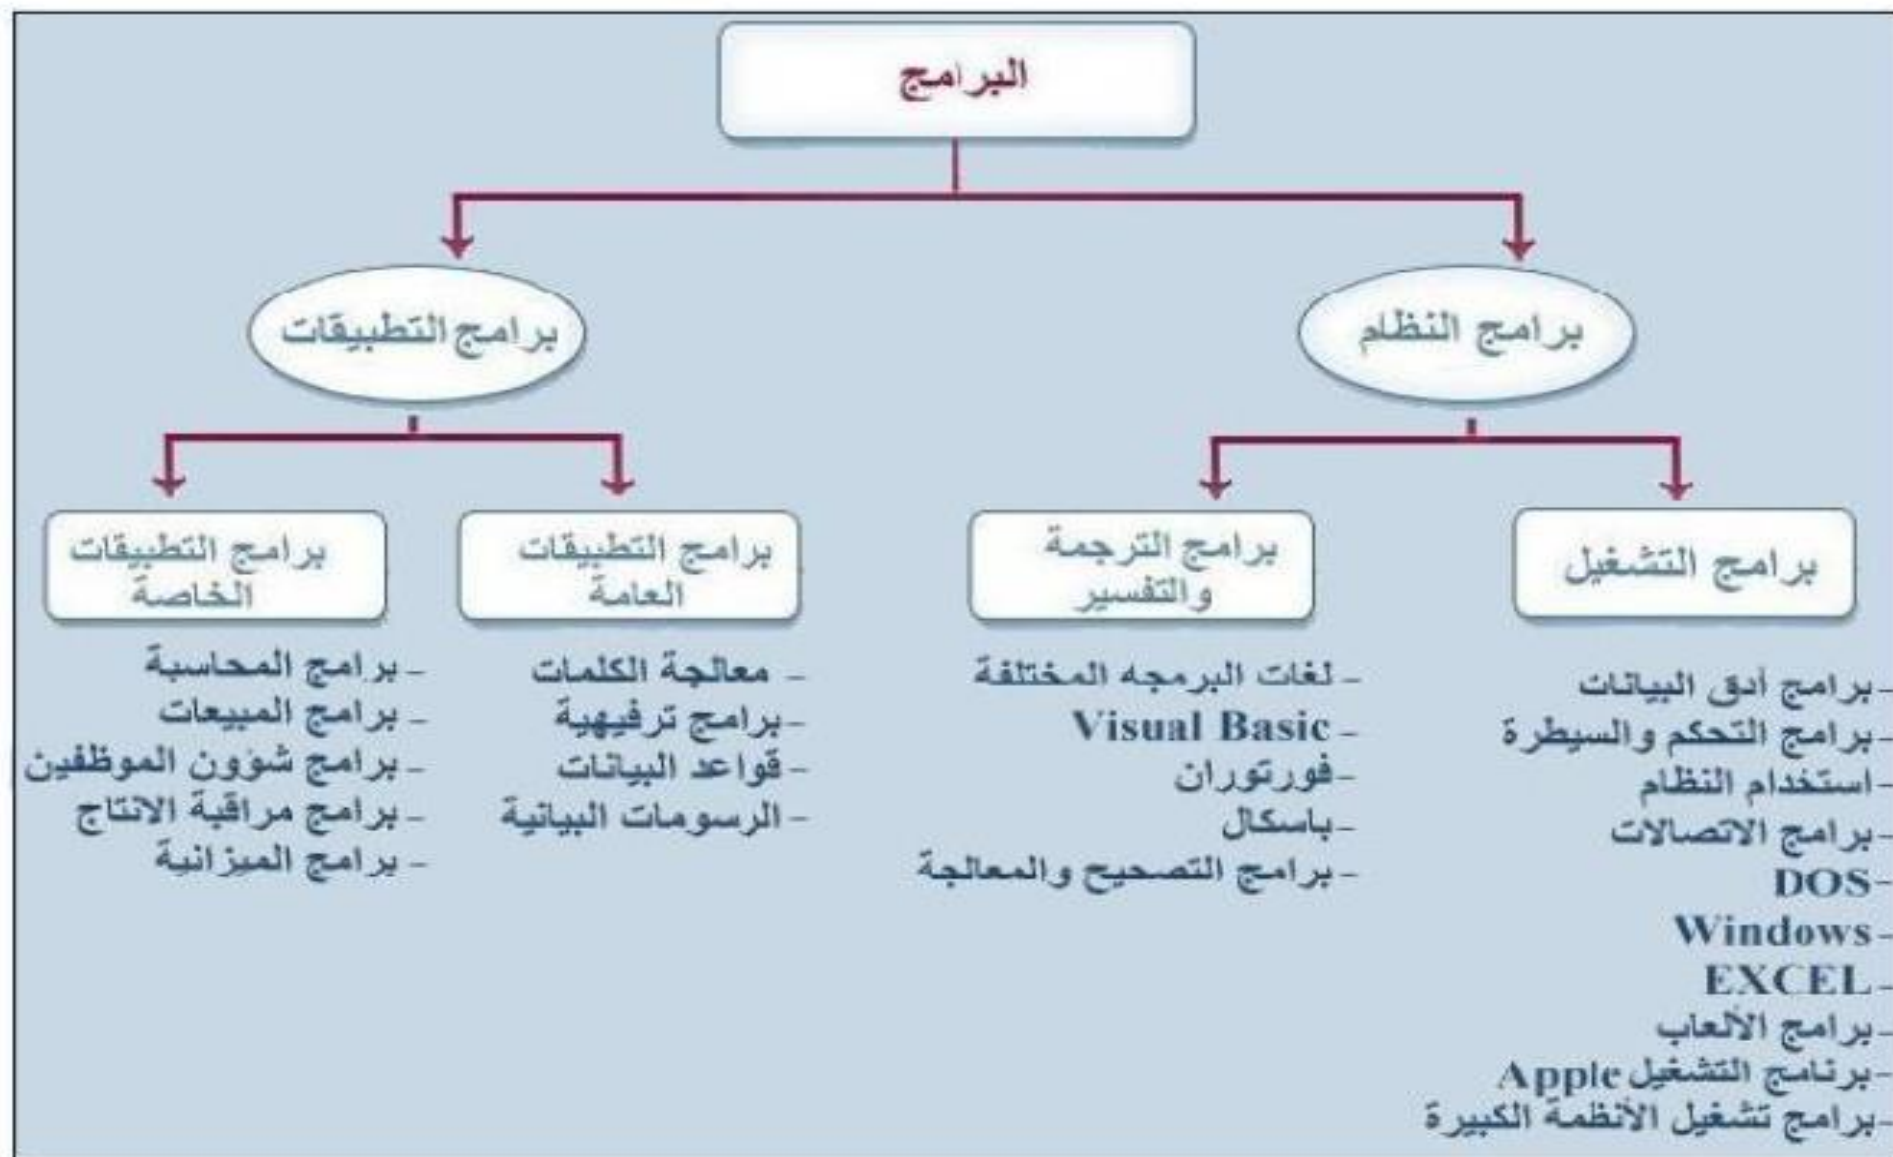 البرامج
برامج النظام
برامج التطبيقات
برامج التشغيل
- برامج أدق البيانات
- برامج التحكم والسيطرة
- استخدام النظام
- برامج الاتصالات
- DOS
- Windows
- EXCEL
- برامج الألعاب
- برنامج التشغيل Apple
- برامج تشغيل الأنظمة الكبيرة
برامج الترجمة
والتفسير
- لغات البرمجه المختلفة
- Visual Basic
- فورتوران
- باسكال
- برامج التصحيح والمعالجة
برامج التطبيقات
العامة
- معالجة الكلمات
- برامج ترفيهية
- قواعد البيانات
- الرسومات البيانية
برامج التطبيقات
الخاصة
- برامج المحاسبة
- برامج المبيعات
- برامج شؤون الموظفين
- برامج مراقبة الانتاج
- برامج الميزانية